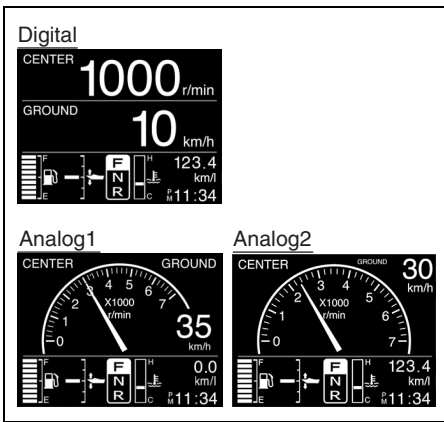 Digital
CENTER
1000 r/min
GROUND
10 km/h
F E F N R H C 123.4 km/l
PM 11:34
Analog1
CENTER GROUND
0 1 2 3 4 5 6 7
X1000 r/min
35 km/h
F E F N R H C 0.0 km/l
PM 11:34
Analog2
CENTER GROUND 30 km/h
0 1 2 3 4 5 6 7
X1000 r/min
F E F N R H C 123.4 km/l
PM 11:34